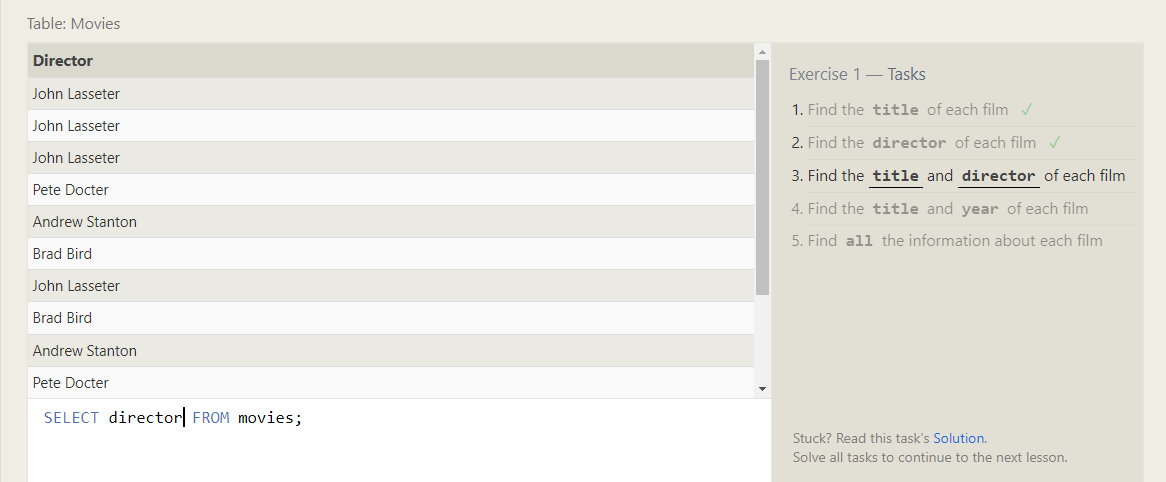 Table: Movies
Director
John Lasseter
John Lasseter
John Lasseter
Pete Docter
Andrew Stanton
Brad Bird
John Lasseter
Brad Bird
Andrew Stanton
Pete Docter
SELECT director FROM movies;
Exercise 1 — Tasks
1. Find the title of each film ✓
2. Find the director of each film ✓
3. Find the title and director of each film
4. Find the title and year of each film
5. Find all the information about each film
Stuck? Read this task's Solution.
Solve all tasks to continue to the next lesson.